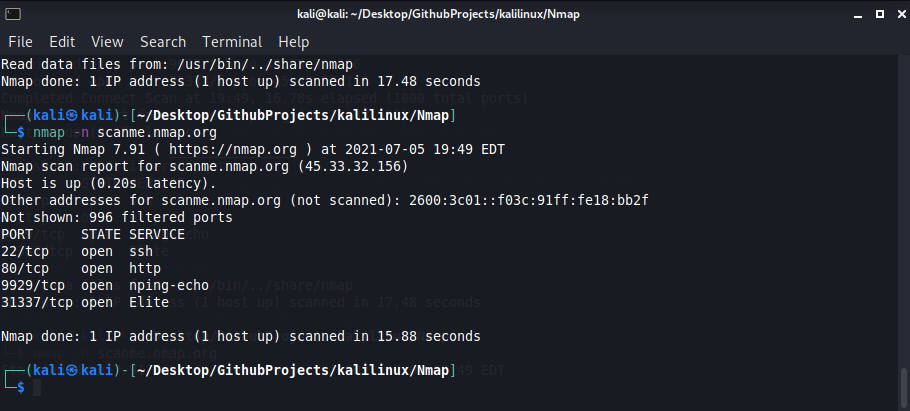 kali@kali: ~/Desktop/GithubProjects/kalilinux/Nmap
File Edit View Search Terminal Help
Read data files from: /usr/bin/../share/nmap
Nmap done: 1 IP address (1 host up) scanned in 17.48 seconds
┌──(kali㉿kali)-[~/Desktop/GithubProjects/kalilinux/Nmap]
└─$ nmap -n scanme.nmap.org
Starting Nmap 7.91 ( https://nmap.org ) at 2021-07-05 19:49 EDT
Nmap scan report for scanme.nmap.org (45.33.32.156)
Host is up (0.20s latency).
Other addresses for scanme.nmap.org (not scanned): 2600:3c01::f03c:91ff:fe18:bb2f
Not shown: 996 filtered ports
PORT STATE SERVICE
22/tcp open ssh
80/tcp open http
9929/tcp open nping-echo
31337/tcp open Elite
Nmap done: 1 IP address (1 host up) scanned in 15.88 seconds
┌──(kali㉿kali)-[~/Desktop/GithubProjects/kalilinux/Nmap]
└─$